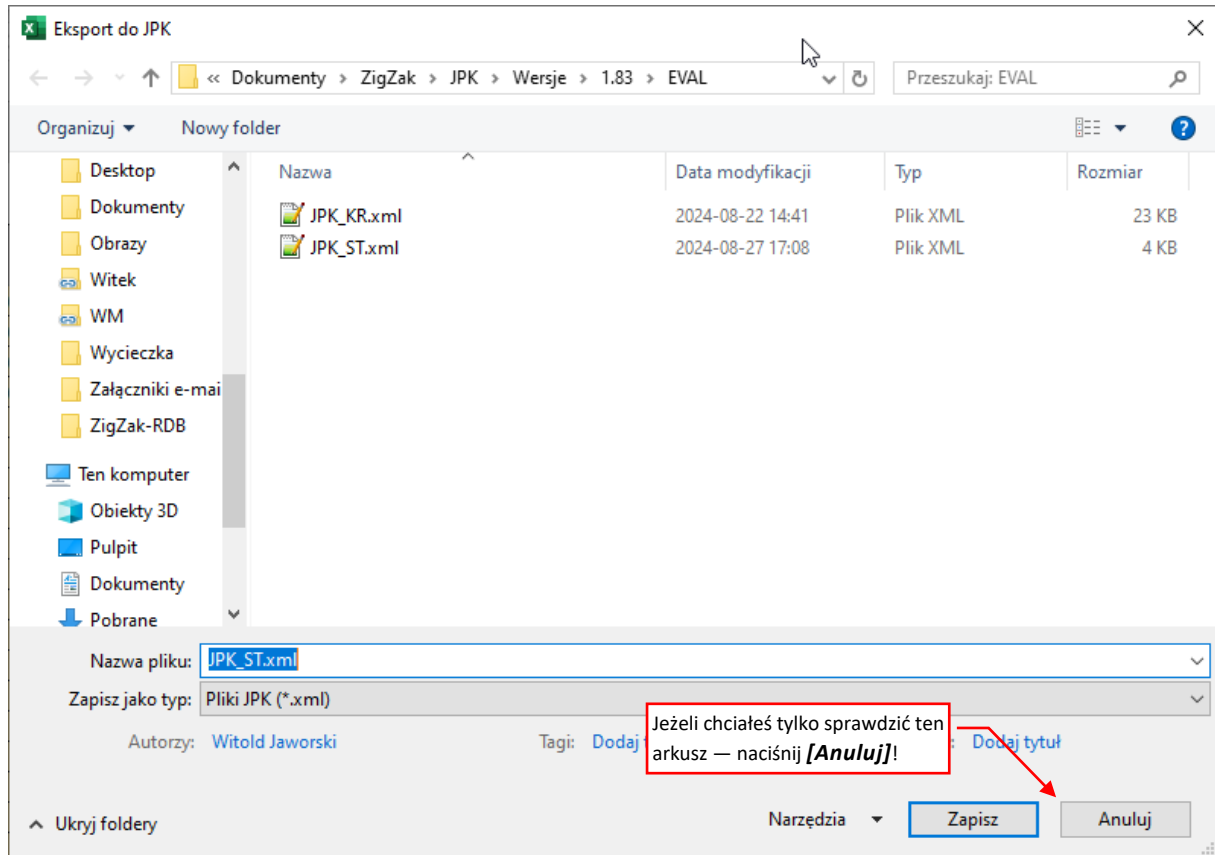 Eksport do JPK
« Dokumenty › ZigZak › JPK › Wersje › 1.83 › EVAL
Przeszukaj: EVAL
Organizuj
Nowy folder
Nazwa
Data modyfikacji
Typ
Rozmiar
Desktop
Dokumenty
Obrazy
Witek
WM
Wycieczka
Załączniki e-mai
ZigZak-RDB
Ten komputer
Obiekty 3D
Pulpit
Dokumenty
Pobrane
JPK_KR.xml 2024-08-22 14:41 Plik XML 23 KB
JPK_ST.xml 2024-08-27 17:08 Plik XML 4 KB
Nazwa pliku: JPK_ST.xml
Zapisz jako typ: Pliki JPK (*.xml)
Autorzy: Witold Jaworski
Tagi: Dodaj
Dodaj tytuł
Jeżeli chciałeś tylko sprawdzić ten
arkusz — naciśnij [Anuluj]!
Ukryj foldery
Narzędzia
Zapisz
Anuluj